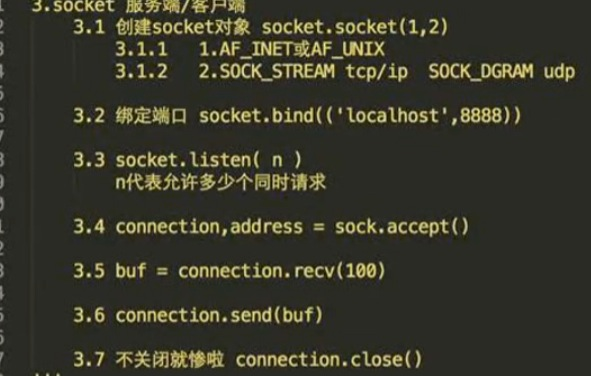 3.socket 服务端/客户端
3.1 创建socket对象 socket.socket(1,2)
3.1.1 1.AF_INET或AF_UNIX
3.1.2 2.SOCK_STREAM tcp/ip SOCK_DGRAM udp
3.2 绑定端口 socket.bind(('localhost',8888))
3.3 socket.listen( n )
n代表允许多少个同时请求
3.4 connection,address = sock.accept()
3.5 buf = connection.recv(100)
3.6 connection.send(buf)
3.7 不关闭就惨啦 connection.close()